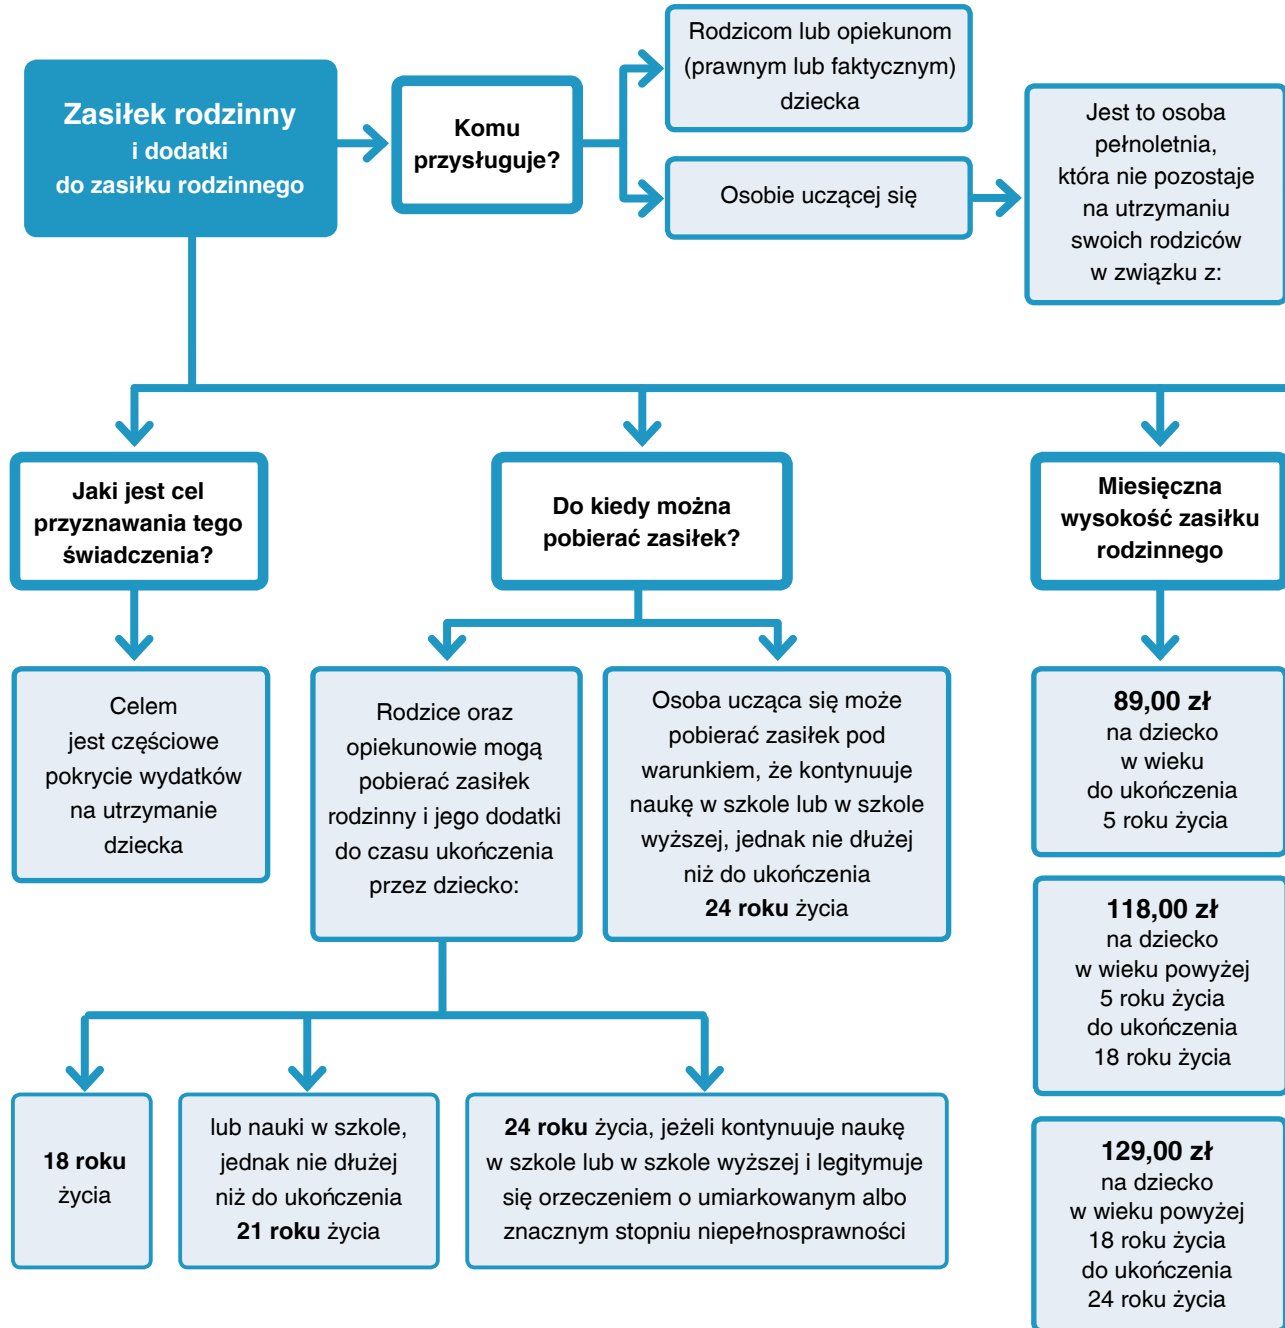 Zasiłek rodzinny
i dodatki
do zasiłku rodzinnego
Komu
przysługuje?
Rodzicom lub opiekunom
(prawnym lub faktycznym)
dziecka
Osobie uczącej się
Jest to osoba
pełnoletnia,
która nie pozostaje
na utrzymaniu
swoich rodziców
w związku z:
Jaki jest cel
przyznawania tego
świadczenia?
Celem
jest częściowe
pokrycie wydatków
na utrzymanie
dziecka
Do kiedy można
pobierać zasiłek?
Rodzice oraz
opiekunowie mogą
pobierać zasiłek
rodzinny i jego dodatki
do czasu ukończenia
przez dziecko:
Osoba ucząca się może
pobierać zasiłek pod
warunkiem, że kontynuuje
naukę w szkole lub w szkole
wyższej, jednak nie dłużej
niż do ukończenia
24 roku życia
18 roku
życia
lub nauki w szkole,
jednak nie dłużej
niż do ukończenia
21 roku życia
24 roku życia, jeżeli kontynuuje naukę
w szkole lub w szkole wyższej i legitymuje
się orzeczeniem o umiarkowanym albo
znacznym stopniu niepełnosprawności
Miesięczna
wysokość zasiłku
rodzinnego
89,00 zł
na dziecko
w wieku
do ukończenia
5 roku życia
118,00 zł
na dziecko
w wieku powyżej
5 roku życia
do ukończenia
18 roku życia
129,00 zł
na dziecko
w wieku powyżej
18 roku życia
do ukończenia
24 roku życia